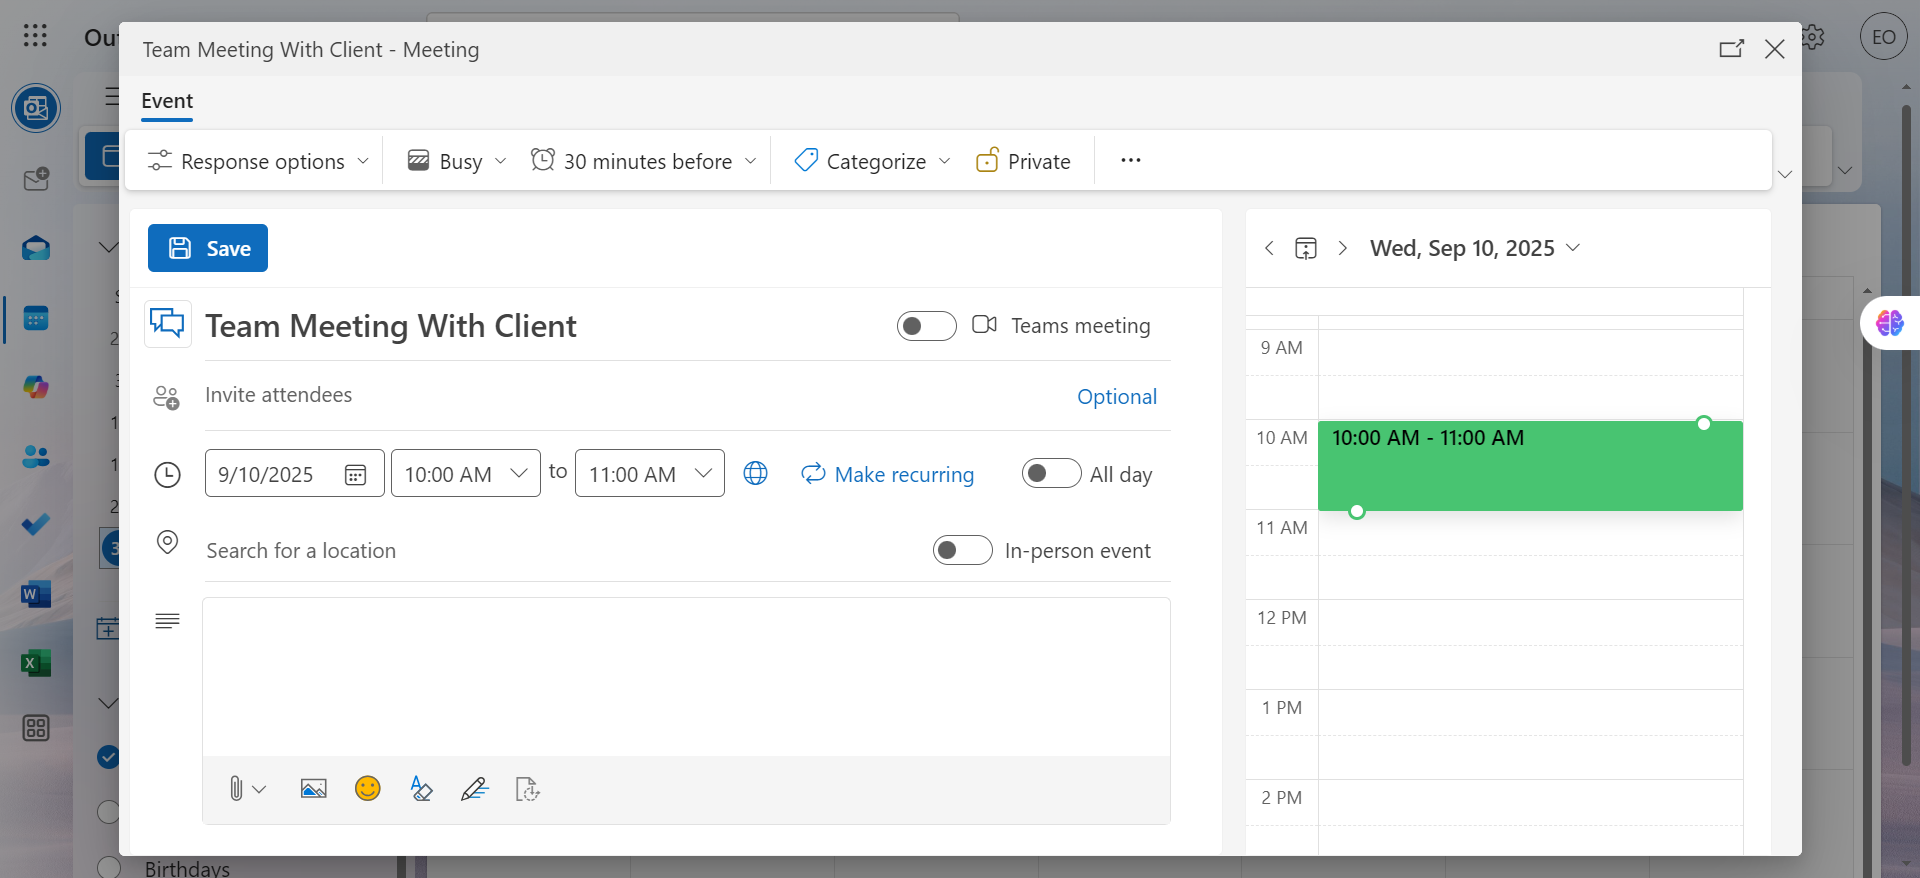 Out
EO
Team Meeting With Client - Meeting
Event
Response options
Busy
30 minutes before
Categorize
Private
Save
Wed, Sep 10, 2025
Team Meeting With Client
Teams meeting
Invite attendees
Optional
9/10/2025
10:00 AM
to
11:00 AM
Make recurring
All day
Search for a location
In-person event
9 AM
10 AM
10:00 AM - 11:00 AM
11 AM
12 PM
1 PM
2 PM
Birthdays